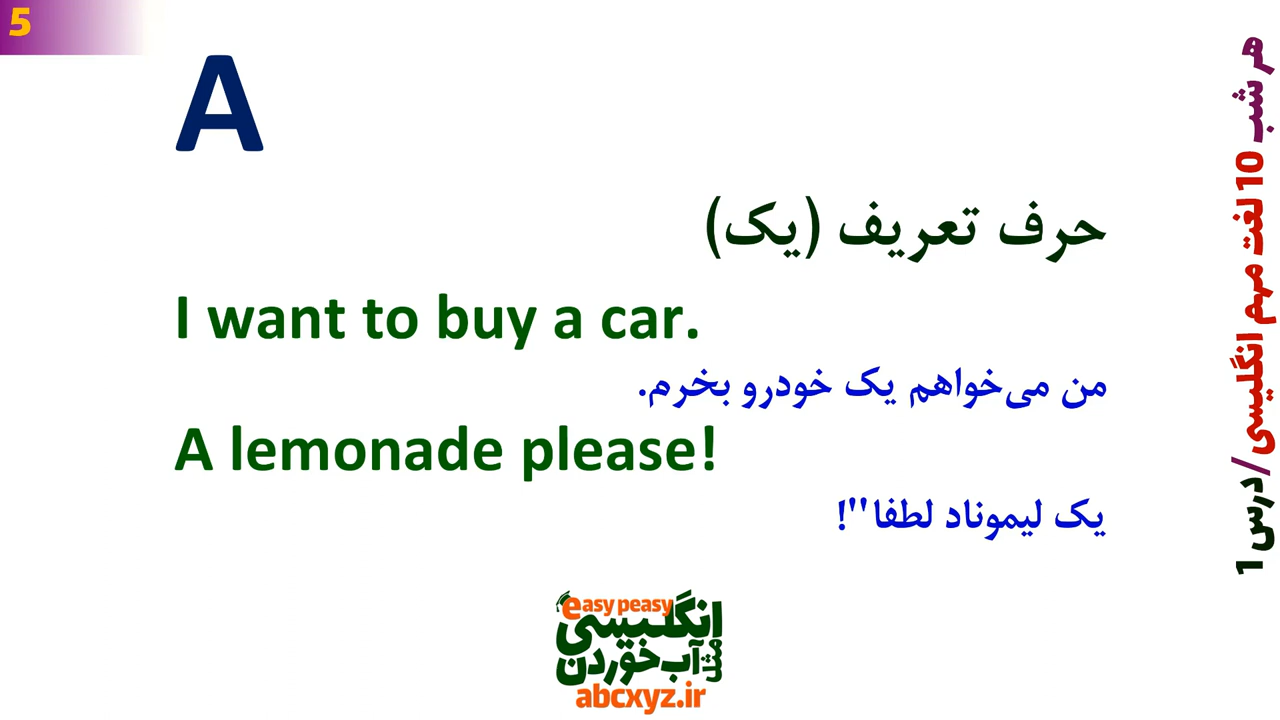 5
A
حرف تعریف (یک)
I want to buy a car.
من می‌خواهم یک خودرو بخرم.
A lemonade please!
یک لیموناد لطفا"!
هر شب 10 لغت مهم انگلیسی/درس 1
easy peasy
انگلیسی
مثل آب خوردن
abcxyz.ir